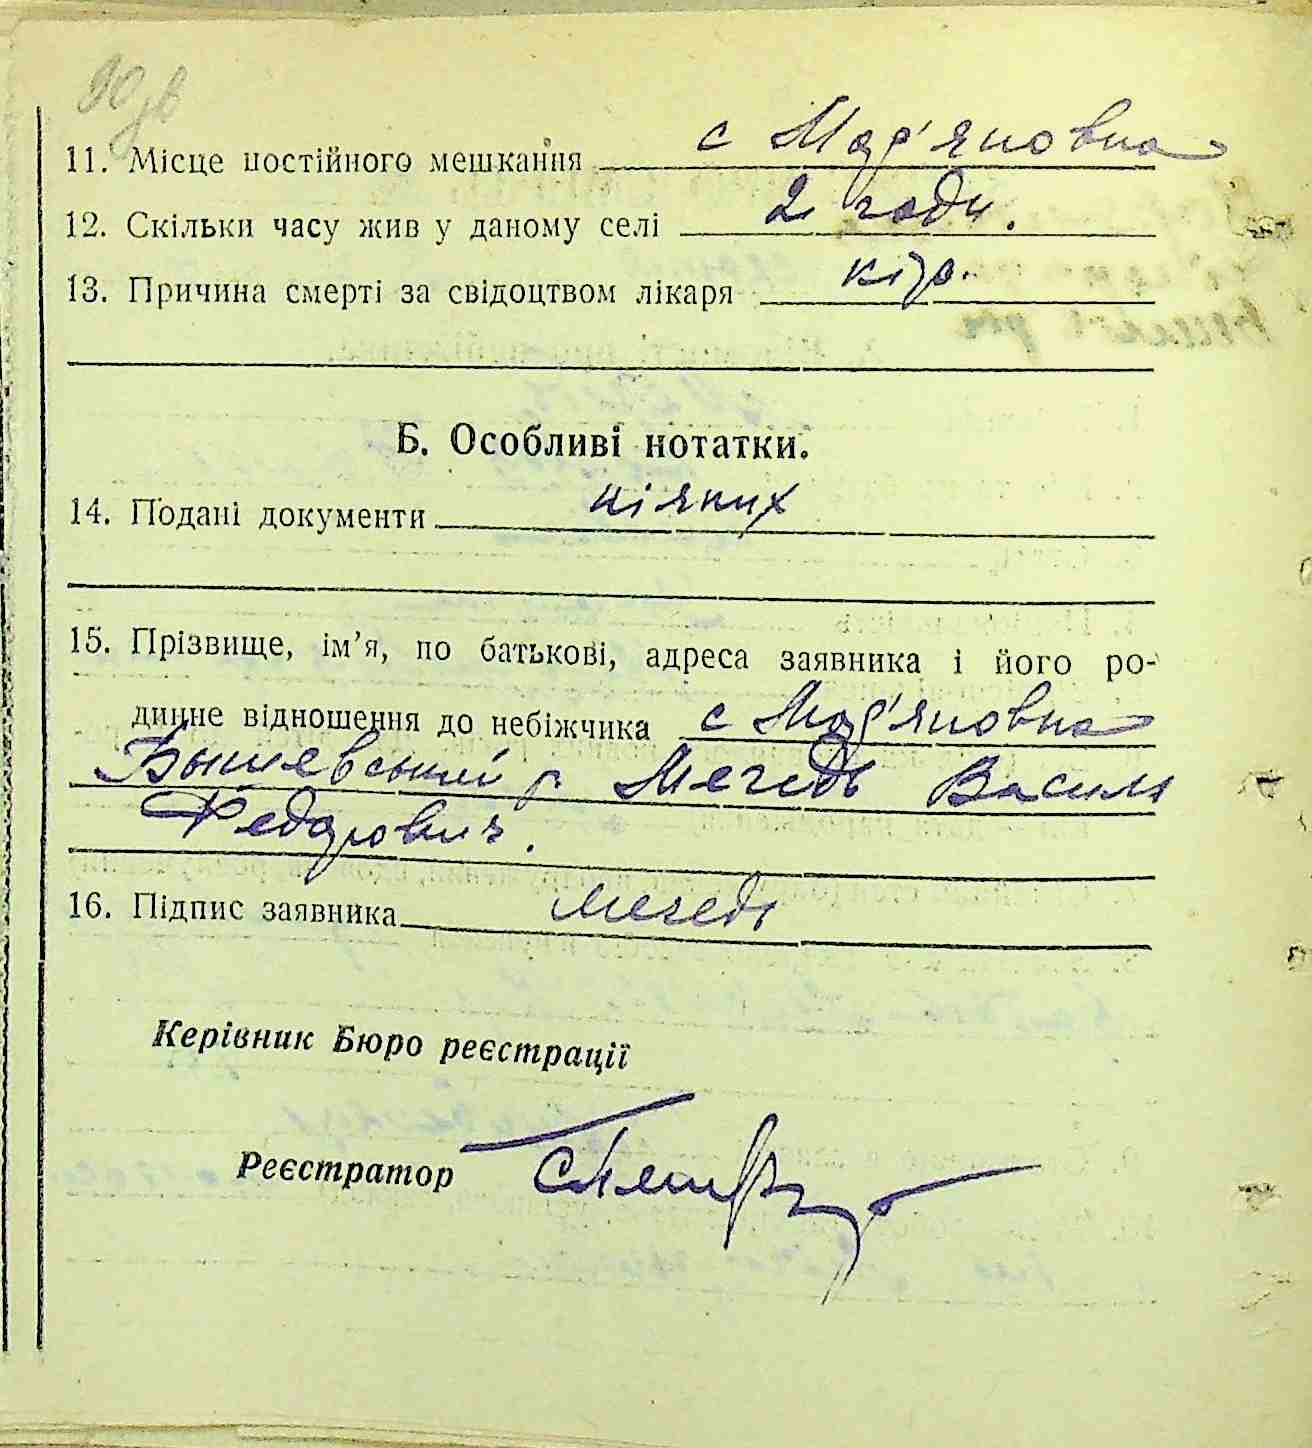 90 зв
11. Місце постійного мешкання с Мар'яновка
12. Скільки часу жив у даному селі 2 годи.
13. Причина смерті за свідоцтвом лікаря кір.
Б. Особливі нотатки.
14. Подані документи ніяких
15. Прізвище, ім’я, по батькові, адреса заявника і його ро-
динне відношення до небіжчика с Мар'яновка
р. Мегедь Василь
Федорович.
16. Підпис заявника Мегедь
Керівник Бюро реєстрації
Реєстратор